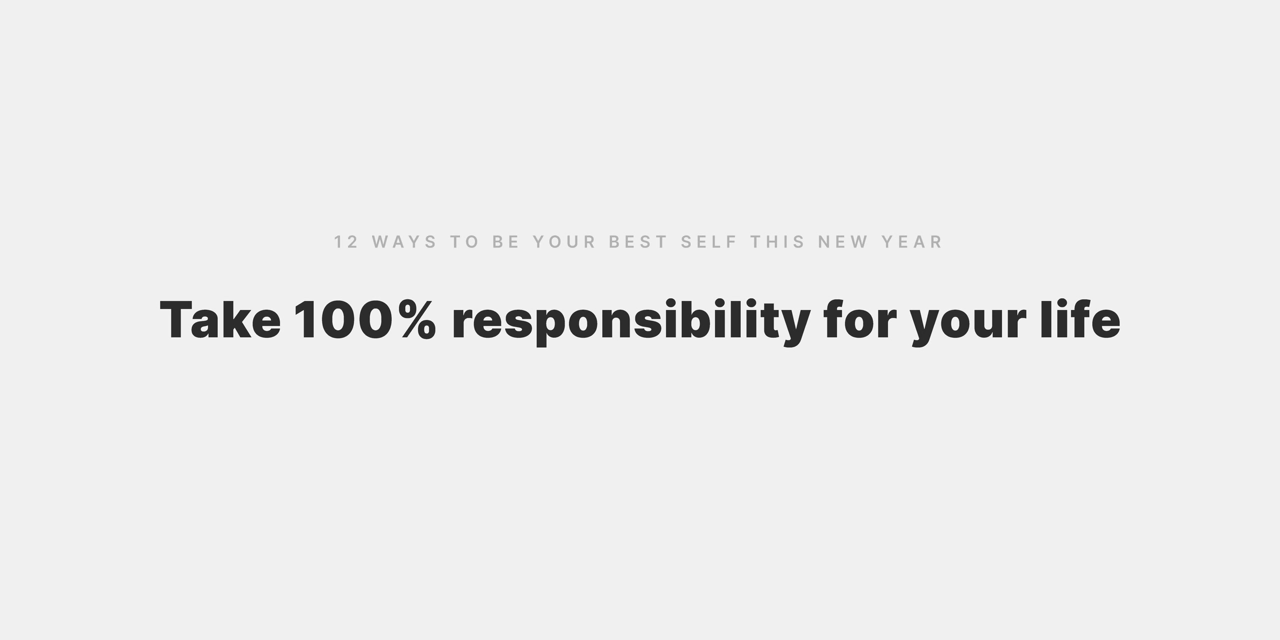 12 WAYS TO BE YOUR BEST SELF THIS NEW YEAR
Take 100% responsibility for your life